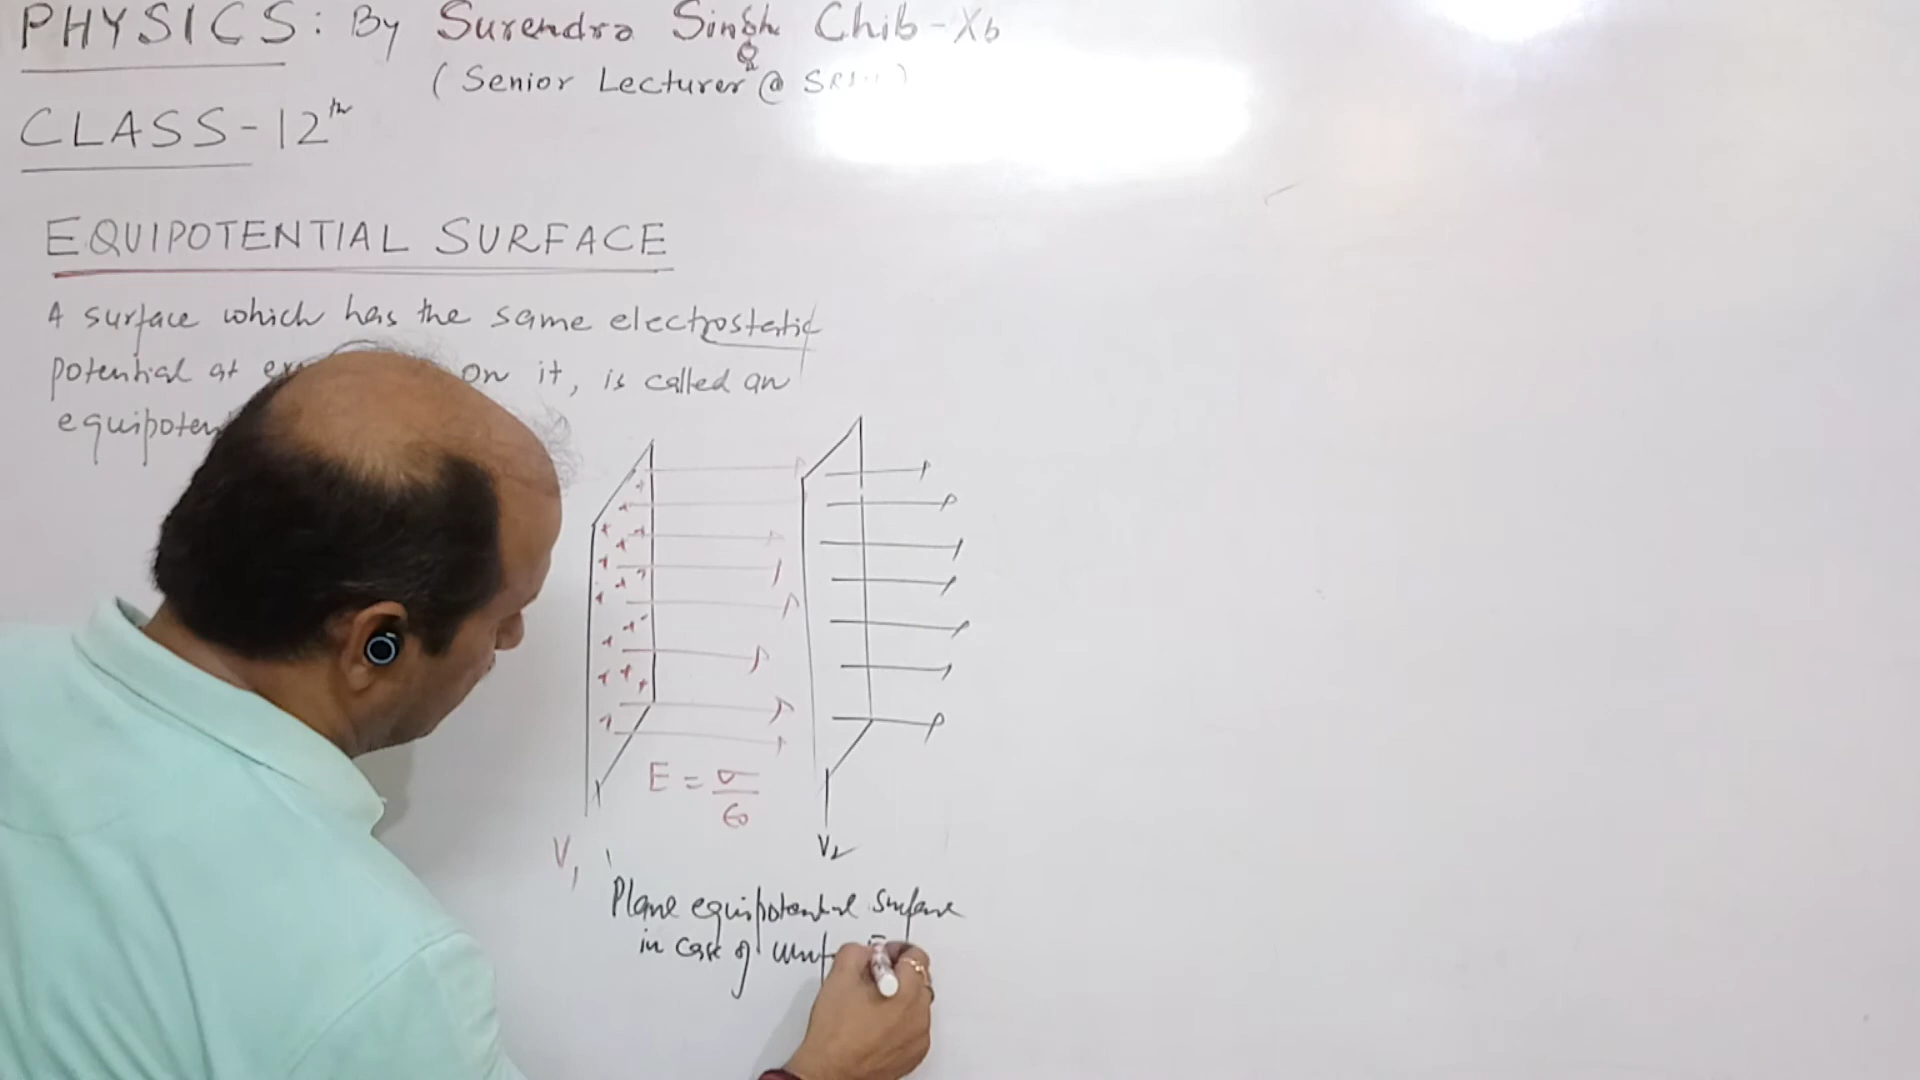 PHYSICS: By Surendra Singh Chib-Xb
(Senior Lecturer @
CLASS-12th
EQUIPOTENTIAL SURFACE
A surface which has the same electrostatic
potential at on it, is called an
E = σ/ϵ₀
V₁
V₂
Plane equipotential surface
in case of